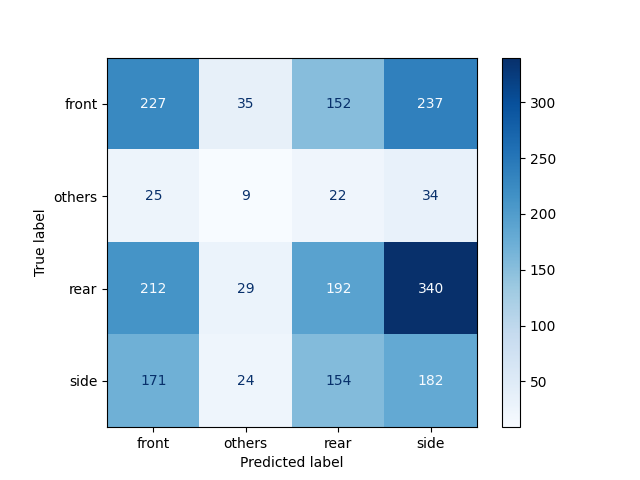 front 227 35 152 237
others 25 9 22 34
rear 212 29 192 340
side 171 24 154 182
front others rear side
Predicted label
True label
300
250
200
150
100
50